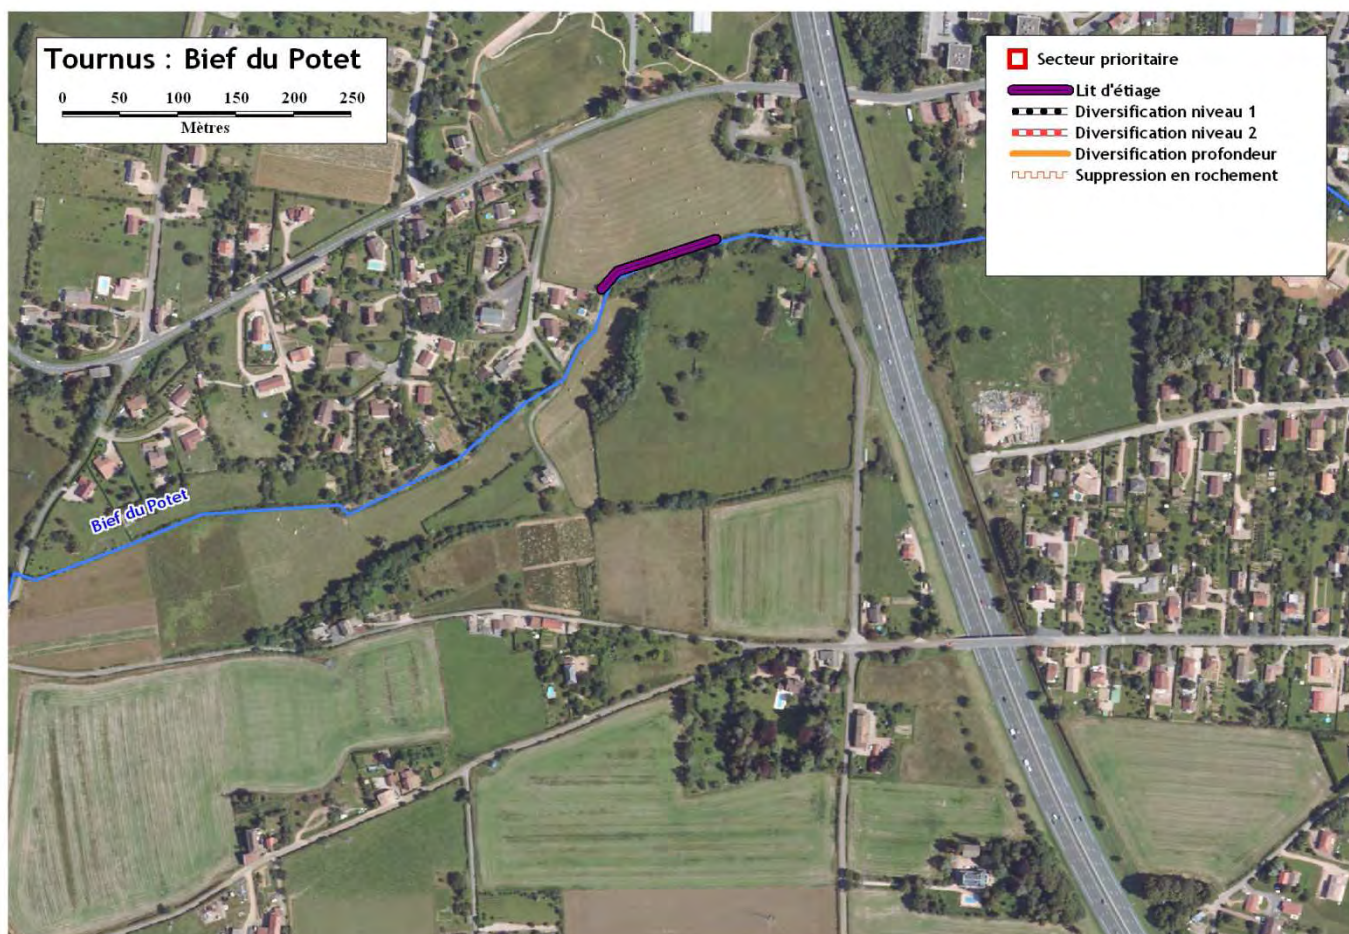 Tournus : Bief du Potet
0 50 100 150 200 250
Mètres
Secteur prioritaire
Lit d'étiage
Diversification niveau 1
Diversification niveau 2
Diversification profondeur
Suppression en rochement
Bief du Potet